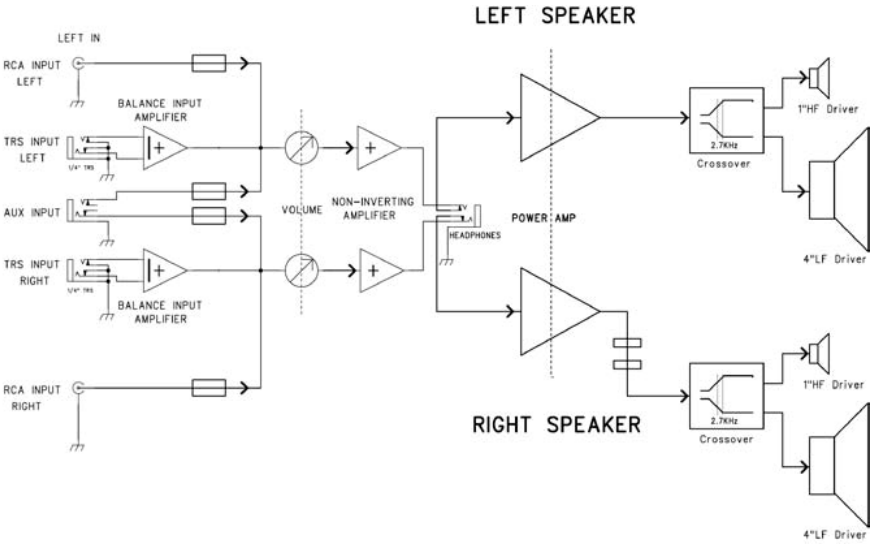 LEFT SPEAKER
LEFT IN
RCA INPUT
LEFT
BALANCE INPUT
AMPLIFIER
TRS INPUT
LEFT
1/4" TRS
AUX INPUT
VOLUME
NON-INVERTING
AMPLIFIER
HEADPHONES
POWER AMP
2.7KHz
Crossover
1"HF Driver
4"LF Driver
TRS INPUT
RIGHT
1/4" TRS
BALANCE INPUT
AMPLIFIER
RCA INPUT
RIGHT
RIGHT SPEAKER
2.7KHz
Crossover
1"HF Driver
4"LF Driver